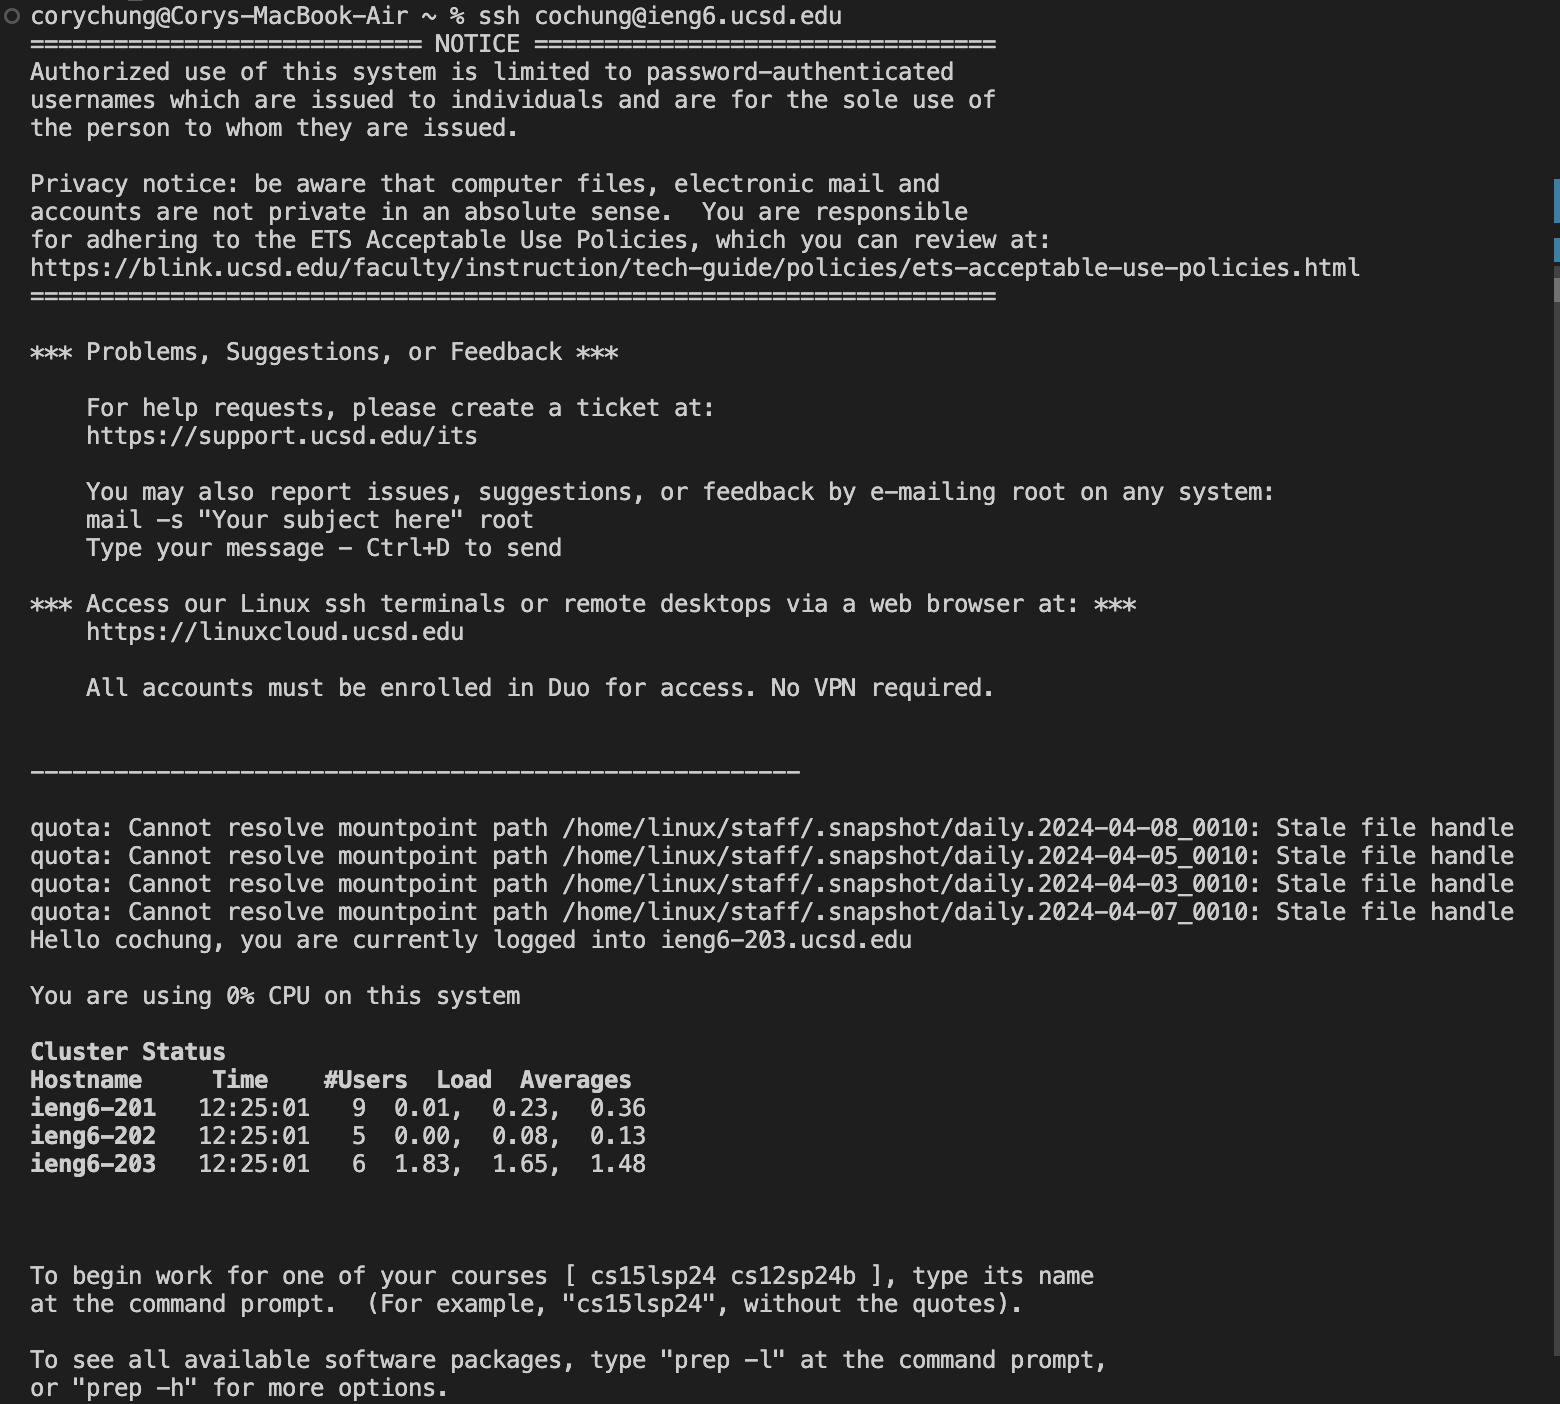 corychung@Corys-MacBook-Air ~ % ssh cochung@ieng6.ucsd.edu
============================ NOTICE =================================
Authorized use of this system is limited to password-authenticated
usernames which are issued to individuals and are for the sole use of
the person to whom they are issued.

Privacy notice: be aware that computer files, electronic mail and
accounts are not private in an absolute sense.  You are responsible
for adhering to the ETS Acceptable Use Policies, which you can review at:
https://blink.ucsd.edu/faculty/instruction/tech-guide/policies/ets-acceptable-use-policies.html
=====================================================================

*** Problems, Suggestions, or Feedback ***

    For help requests, please create a ticket at:
    https://support.ucsd.edu/its

    You may also report issues, suggestions, or feedback by e-mailing root on any system:
    mail -s "Your subject here" root
    Type your message - Ctrl+D to send

*** Access our Linux ssh terminals or remote desktops via a web browser at: ***
    https://linuxcloud.ucsd.edu

    All accounts must be enrolled in Duo for access. No VPN required.


-------------------------------------------------------

quota: Cannot resolve mountpoint path /home/linux/staff/.snapshot/daily.2024-04-08_0010: Stale file handle
quota: Cannot resolve mountpoint path /home/linux/staff/.snapshot/daily.2024-04-05_0010: Stale file handle
quota: Cannot resolve mountpoint path /home/linux/staff/.snapshot/daily.2024-04-03_0010: Stale file handle
quota: Cannot resolve mountpoint path /home/linux/staff/.snapshot/daily.2024-04-07_0010: Stale file handle
Hello cochung, you are currently logged into ieng6-203.ucsd.edu

You are using 0% CPU on this system

Cluster Status
Hostname     Time    #Users  Load  Averages
ieng6-201   12:25:01   9  0.01,  0.23,  0.36
ieng6-202   12:25:01   5  0.00,  0.08,  0.13
ieng6-203   12:25:01   6  1.83,  1.65,  1.48



To begin work for one of your courses [ cs15lsp24 cs12sp24b ], type its name
at the command prompt.  (For example, "cs15lsp24", without the quotes).

To see all available software packages, type "prep -l" at the command prompt,
or "prep -h" for more options.